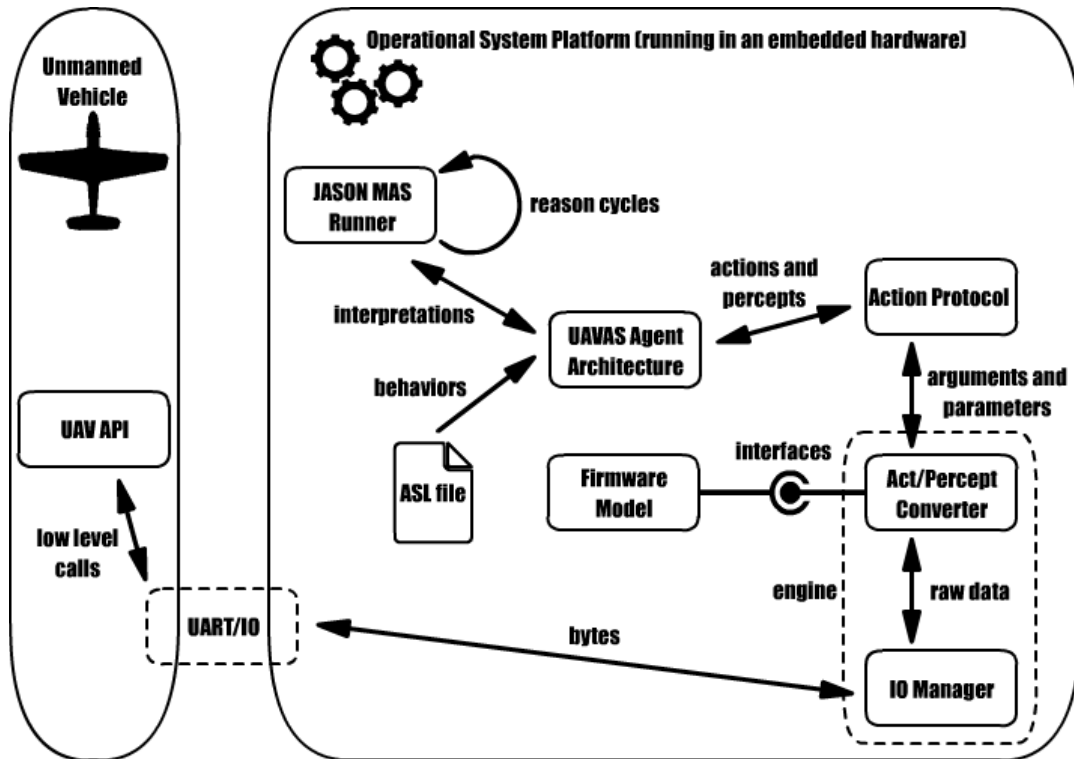 Operational System Platform (running in an embedded hardware)
Unmanned
Vehicle
JASON MAS
Runner
reason cycles
actions and
percepts
Action Protocol
interpretations
UAVAS Agent
Architecture
behaviors
arguments and
parameters
UAV API
interfaces
ASL file
Firmware
Model
Act/Percept
Converter
low level
calls
engine
raw data
UART/IO
bytes
IO Manager